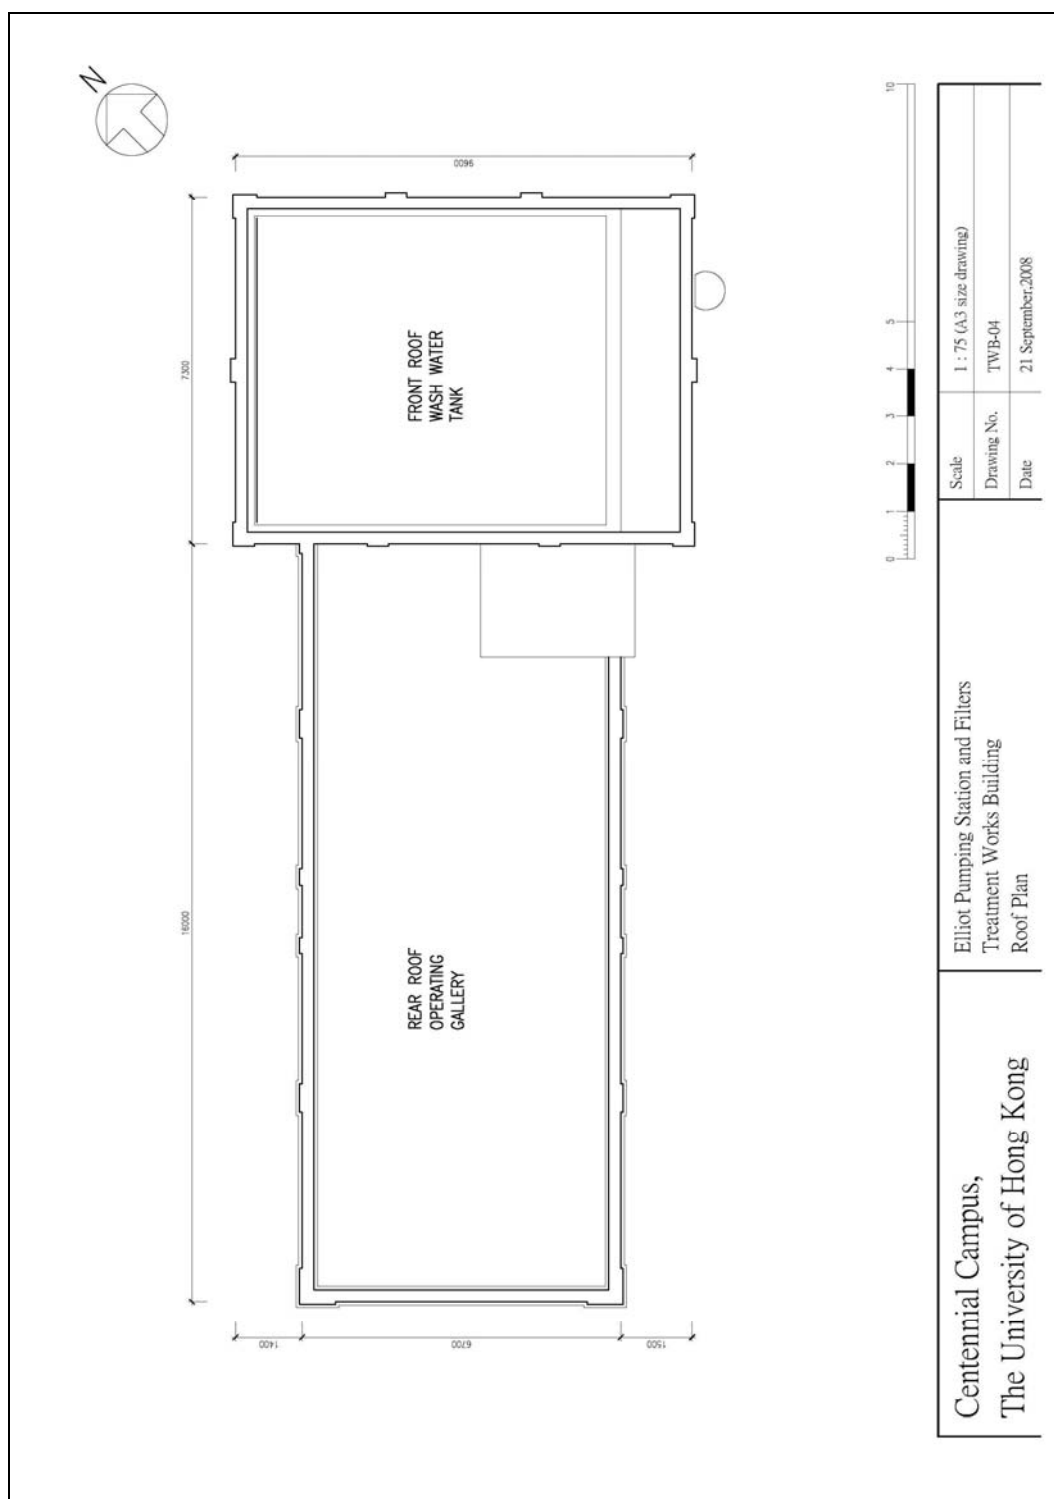 N
9600
7300
FRONT ROOF
WASH WATER
TANK
16000
REAR ROOF
OPERATING
GALLERY
1400
6700
1500
0
1
2
3
4
5
10
Centennial Campus,
The University of Hong Kong
Elliot Pumping Station and Filters
Treatment Works Building
Roof Plan
Scale 1 : 75 (A3 size drawing)
Drawing No. TWB-04
Date 21 September,2008